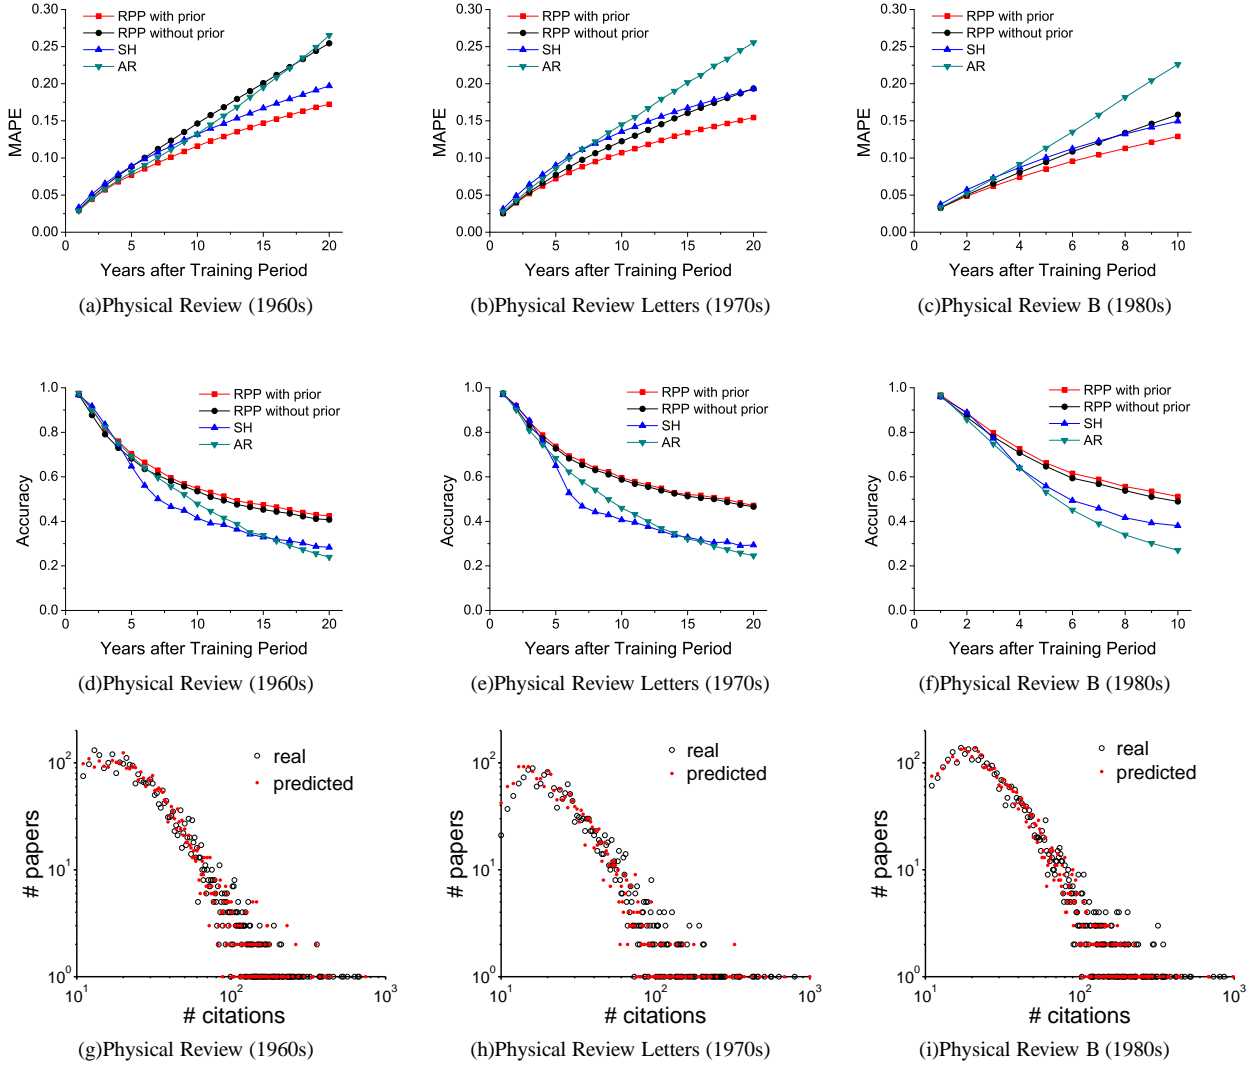 0.30
0.25
0.20
0.15
0.10
0.05
0.00
MAPE
RPP with prior
RPP without prior
SH
AR
0 5 10 15 20
Years after Training Period
(a)Physical Review (1960s)
0.30
0.25
0.20
0.15
0.10
0.05
0.00
MAPE
RPP with prior
RPP without prior
SH
AR
0 5 10 15 20
Years after Training Period
(b)Physical Review Letters (1970s)
0.30
0.25
0.20
0.15
0.10
0.05
0.00
MAPE
RPP with prior
RPP without prior
SH
AR
0 2 4 6 8 10
Years after Training Period
(c)Physical Review B (1980s)
1.0
0.8
0.6
0.4
0.2
0.0
Accuracy
RPP with prior
RPP without prior
SH
AR
0 5 10 15 20
Years after Training Period
(d)Physical Review (1960s)
1.0
0.8
0.6
0.4
0.2
0.0
Accuracy
RPP with prior
RPP without prior
SH
AR
0 5 10 15 20
Years after Training Period
(e)Physical Review Letters (1970s)
1.0
0.8
0.6
0.4
0.2
0.0
Accuracy
RPP with prior
RPP without prior
SH
AR
0 2 4 6 8 10
Years after Training Period
(f)Physical Review B (1980s)
10²
10¹
10⁰
# papers
real
predicted
10¹ 10² 10³
# citations
(g)Physical Review (1960s)
10²
10¹
10⁰
# papers
real
predicted
10¹ 10² 10³
# citations
(h)Physical Review Letters (1970s)
10²
10¹
10⁰
# papers
real
predicted
10¹ 10² 10³
# citations
(i)Physical Review B (1980s)